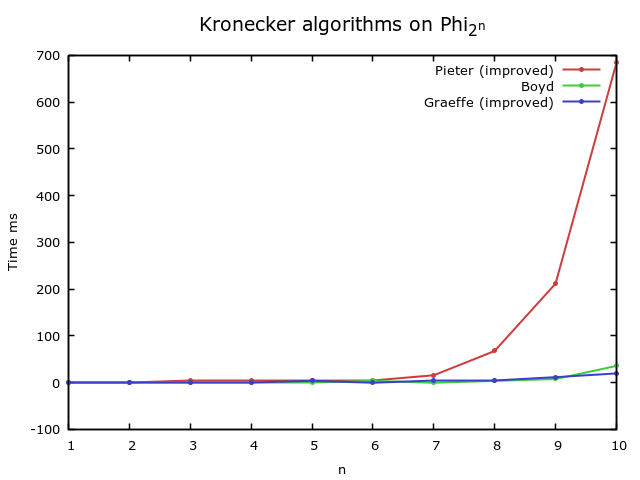 Kronecker algorithms on Phi₂ⁿ
700
600
500
400
300
200
100
0
-100
Time ms
Pieter (improved)
Boyd
Graeffe (improved)
1 2 3 4 5 6 7 8 9 10
n